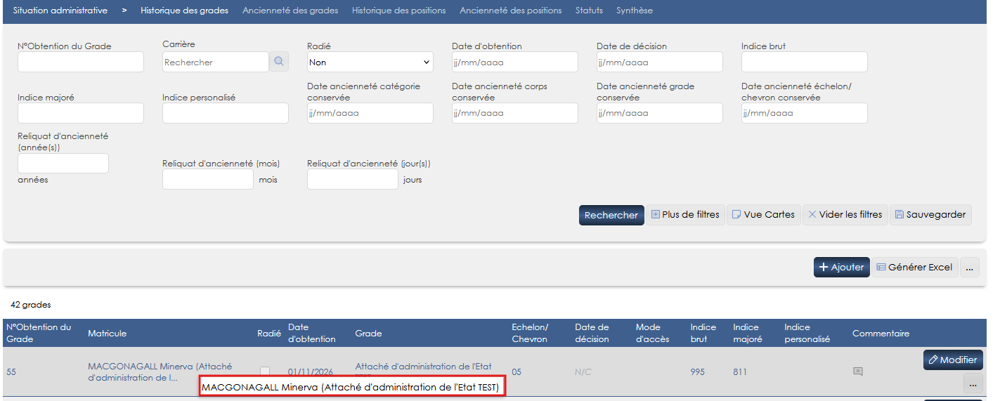 Situation administrative > Historique des grades Ancienneté des grades Historique des positions Ancienneté des positions Statuts Synthèse
N°Obtention du Grade Carrière Radié Date d'obtention Date de décision Indice brut
Rechercher Non jj/mm/aaaa jj/mm/aaaa
Indice majoré Indice personalisé Date ancienneté catégorie conservée Date ancienneté corps conservée Date ancienneté grade conservée Date ancienneté échelon/ chevron conservée
jj/mm/aaaa jj/mm/aaaa jj/mm/aaaa jj/mm/aaaa
Reliquat d'ancienneté
(année(s))
Reliquat d'ancienneté (mois) Reliquat d'ancienneté (jour(s))
années mois jours
Rechercher Plus de filtres Vue Cartes Vider les filtres Sauvegarder
+ Ajouter Générer Excel ...
42 grades
N°Obtention du Grade Matricule Radié Date d'obtention Grade Echelon/ Chevron Date de décision Mode d'accès Indice brut Indice majoré Indice personalisé Commentaire
55 MACGONAGALL Minerva (Attaché d'administration de l... 01/11/2026 Attaché d'administration de l'Etat 05 N/C 995 811 Modifier
...
MACGONAGALL Minerva (Attaché d'administration de l'Etat TEST)